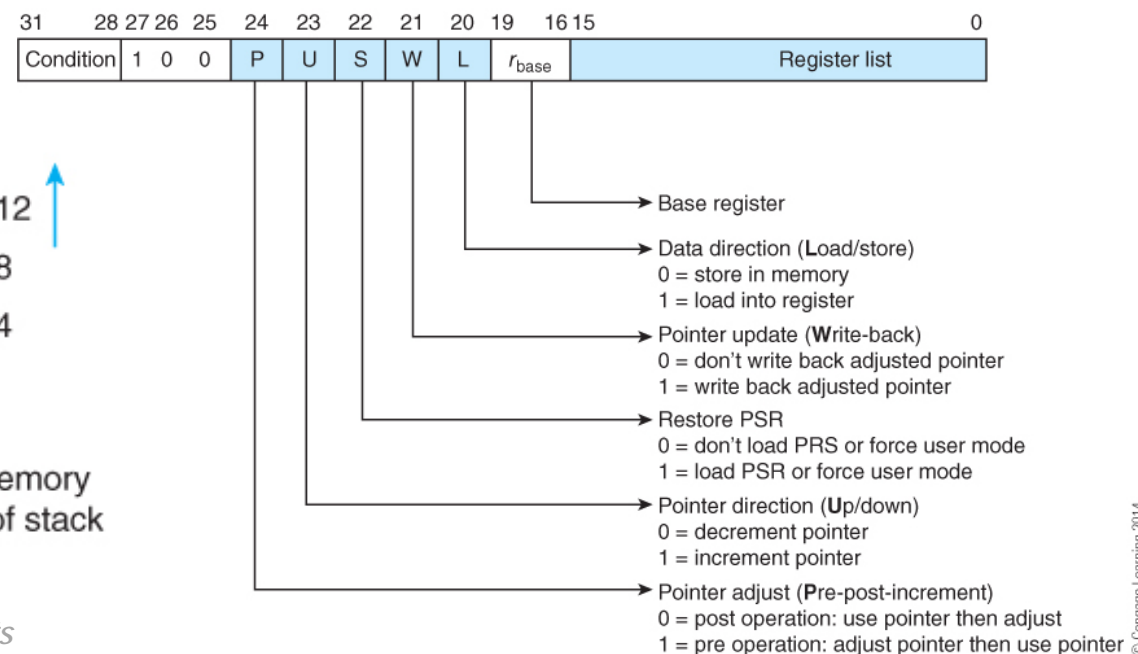 31 28 27 26 25 24 23 22 21 20 19 16 15 0
Condition 1 0 0 P U S W L rbase Register list
12
8
4
emory
of stack
Base register
Data direction (Load/store)
0 = store in memory
1 = load into register
Pointer update (Write-back)
0 = don't write back adjusted pointer
1 = write back adjusted pointer
Restore PSR
0 = don't load PRS or force user mode
1 = load PSR or force user mode
Pointer direction (Up/down)
0 = decrement pointer
1 = increment pointer
Pointer adjust (Pre-post-increment)
0 = post operation: use pointer then adjust
1 = pre operation: adjust pointer then use pointer
© Cengage Learning 2014